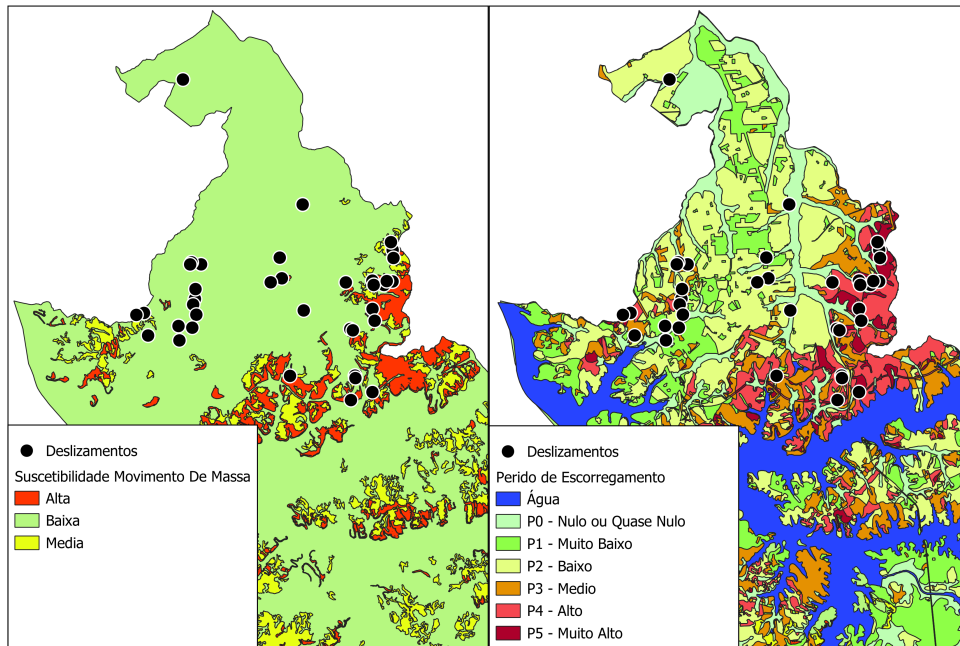 Deslizamentos
Suscetibilidade Movimento De Massa
Alta
Baixa
Media
Deslizamentos
Perido de Escorregamento
Água
P0 - Nulo ou Quase Nulo
P1 - Muito Baixo
P2 - Baixo
P3 - Medio
P4 - Alto
P5 - Muito Alto